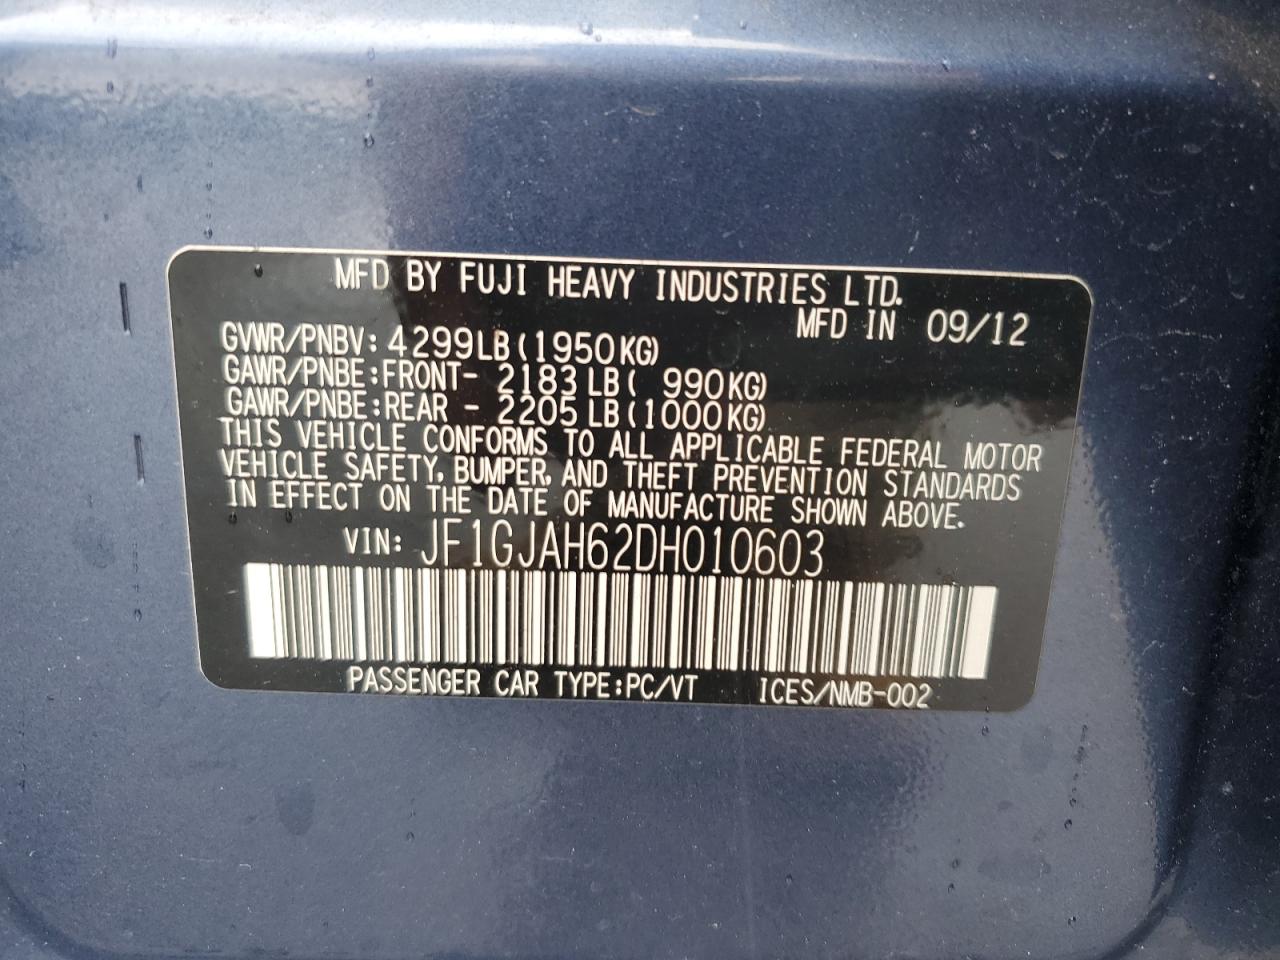 MFD BY FUJI HEAVY INDUSTRIES LTD.
MFD IN 09/12
GVWR/PNBV: 4299LB(1950KG)
GAWR/PNBE:FRONT- 2183LB( 990KG)
GAWR/PNBE:REAR - 2205LB(1000KG)
THIS VEHICLE CONFORMS TO ALL APPLICABLE FEDERAL MOTOR
VEHICLE SAFETY, BUMPER, AND THEFT PREVENTION STANDARDS
IN EFFECT ON THE DATE OF MANUFACTURE SHOWN ABOVE.
VIN: JF1GJAH62DH010603
PASSENGER CAR TYPE:PC/VT ICES/NMB-002